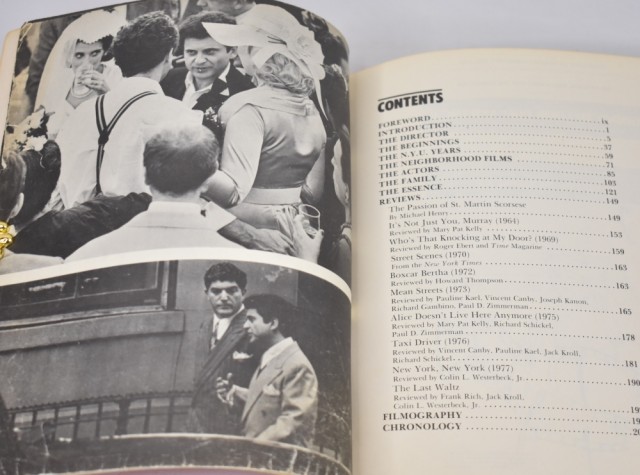 CONTENTS
FOREWORD ix
INTRODUCTION 1
THE DIRECTOR 5
THE BEGINNINGS 37
THE N.Y.U. YEARS 59
THE NEIGHBORHOOD FILMS 71
THE ACTORS 85
THE FAMILY 103
THE ESSENCE 121
REVIEWS 149
The Passion of St. Martin Scorsese
By Michael Henry 149
It's Not Just You, Murray (1964)
Reviewed by Mary Pat Kelly 153
Who's That Knocking at My Door? (1969)
Reviewed by Roger Ebert and Time Magazine 159
Street Scenes (1970)
From the New York Times 163
Boxcar Bertha (1972)
Reviewed by Howard Thompson 163
Mean Streets (1973)
Reviewed by Pauline Kael, Vincent Canby, Joseph Kanon,
Richard Gambino, Paul D. Zimmerman 165
Alice Doesn't Live Here Anymore (1975)
Reviewed by Mary Pat Kelly, Richard Schickel,
Paul D. Zimmerman 178
Taxi Driver (1976)
Reviewed by Vincent Canby, Pauline Kael, Jack Kroll,
Richard Schickel 181
New York, New York (1977)
Reviewed by Colin L. Westerbeck, Jr. 190
The Last Waltz
Reviewed by Frank Rich, Jack Kroll,
Colin L. Westerbeck, Jr.
FILMOGRAPHY
CHRONOLOGY